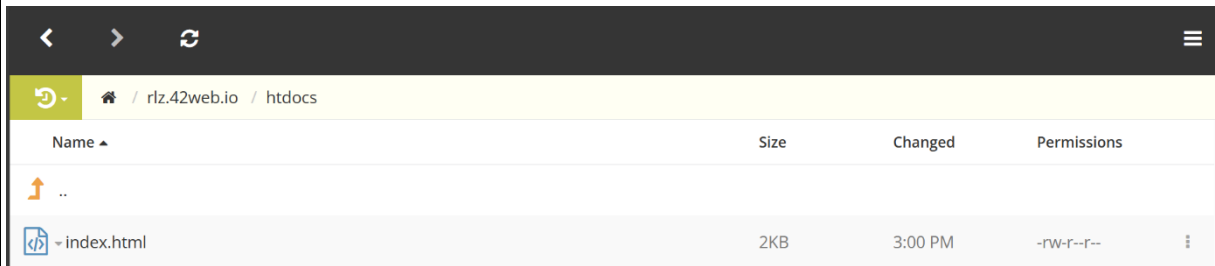 / rlz.42web.io / htdocs
Name Size Changed Permissions
..
index.html 2KB 3:00 PM -rw-r--r--